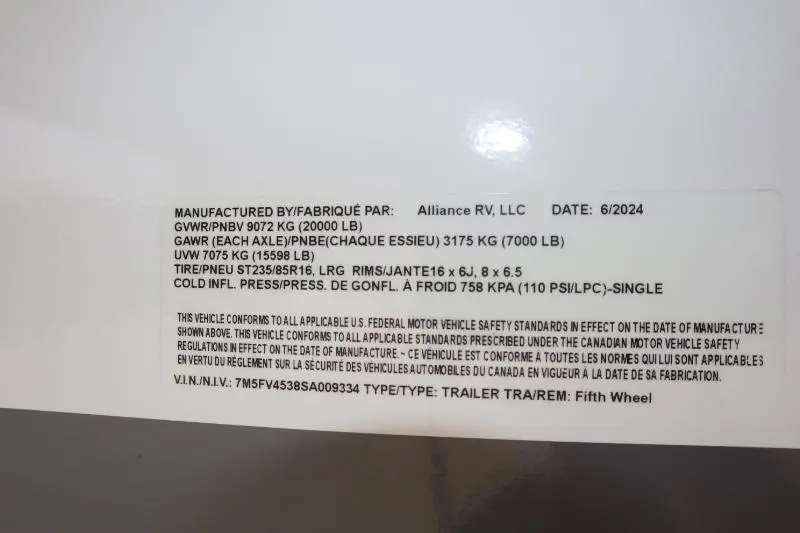 MANUFACTURED BY/FABRIQUÉ PAR: Alliance RV, LLC DATE: 6/2024
GVWR/PNBV 9072 KG (20000 LB)
GAWR (EACH AXLE)/PNBE(CHAQUE ESSIEU) 3175 KG (7000 LB)
UVW 7075 KG (15598 LB)
TIRE/PNEU ST235/85R16, LRG RIMS/JANTE16 x 6J, 8 x 6.5
COLD INFL. PRESS/PRESS. DE GONFL. À FROID 758 KPA (110 PSI/LPC)-SINGLE
THIS VEHICLE CONFORMS TO ALL APPLICABLE U.S. FEDERAL MOTOR VEHICLE SAFETY STANDARDS IN EFFECT ON THE DATE OF MANUFACTURE
SHOWN ABOVE. THIS VEHICLE CONFORMS TO ALL APPLICABLE STANDARDS PRESCRIBED UNDER THE CANADIAN MOTOR VEHICLE SAFETY
REGULATIONS IN EFFECT ON THE DATE OF MANUFACTURE. ~ CE VÉHICULE EST CONFORME À TOUTES LES NORMES QUI LUI SONT APPLICABLES
EN VERTU DU RÈGLEMENT SUR LA SÉCURITÉ DES VÉHICULES AUTOMOBILES DU CANADA EN VIGUEUR À LA DATE DE SA FABRICATION.
V.I.N./N.I.V.: 7M5FV4538SA009334 TYPE/TYPE: TRAILER TRA/REM: Fifth Wheel